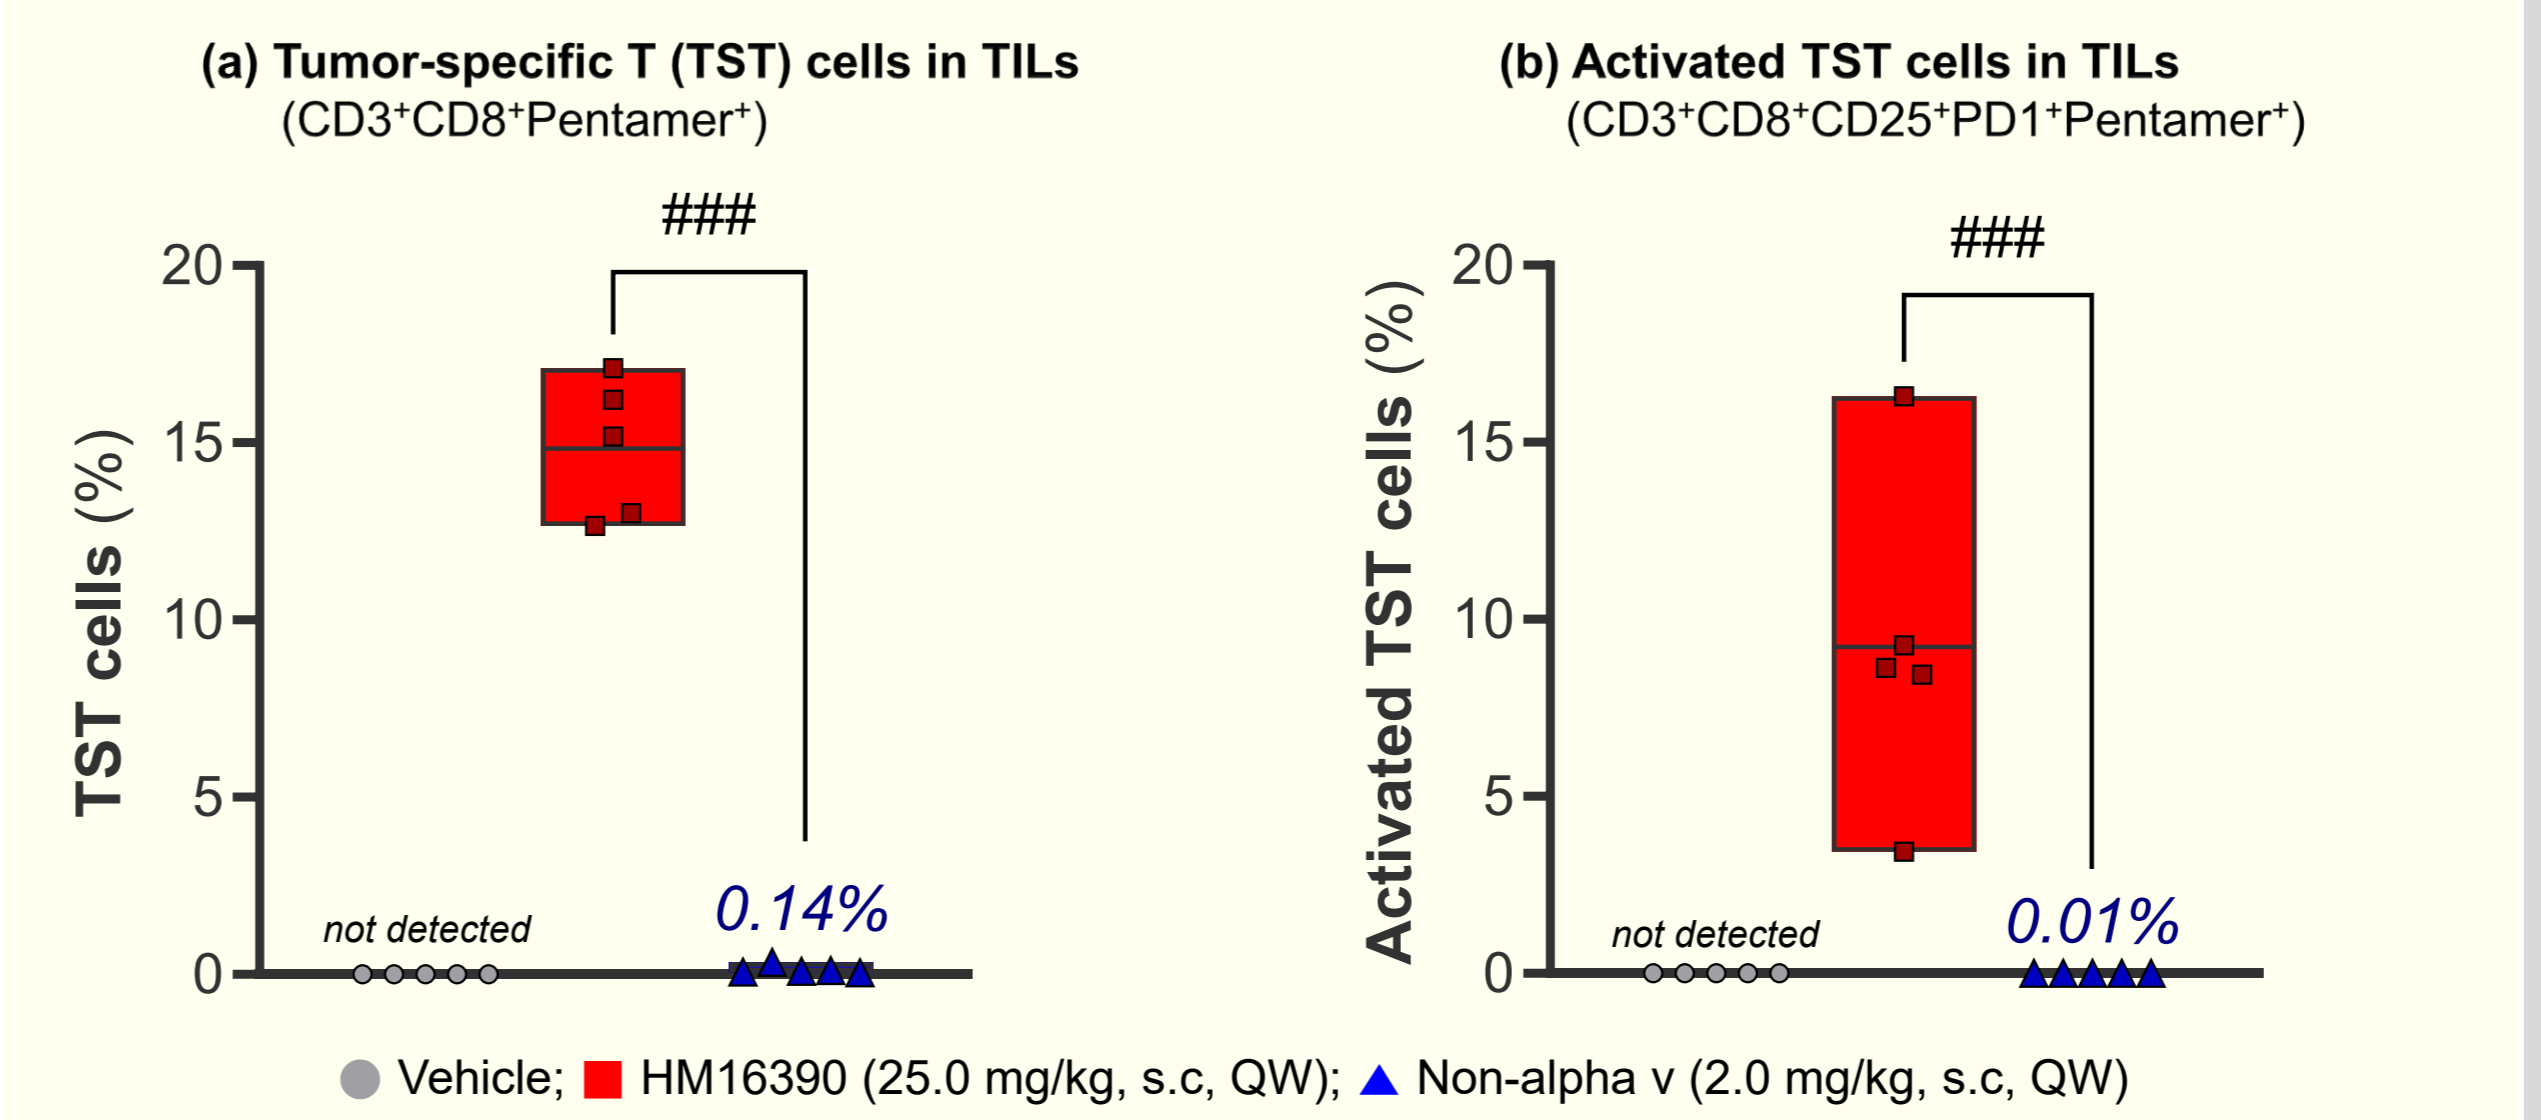 (a) Tumor-specific T (TST) cells in TILs
(CD3⁺CD8⁺Pentamer⁺)
###
TST cells (%)
20
15
10
5
0
not detected
0.14%
(b) Activated TST cells in TILs
(CD3⁺CD8⁺CD25⁺PD1⁺Pentamer⁺)
###
Activated TST cells (%)
20
15
10
5
0
not detected
0.01%
Vehicle; HM16390 (25.0 mg/kg, s.c, QW); Non-alpha v (2.0 mg/kg, s.c, QW)